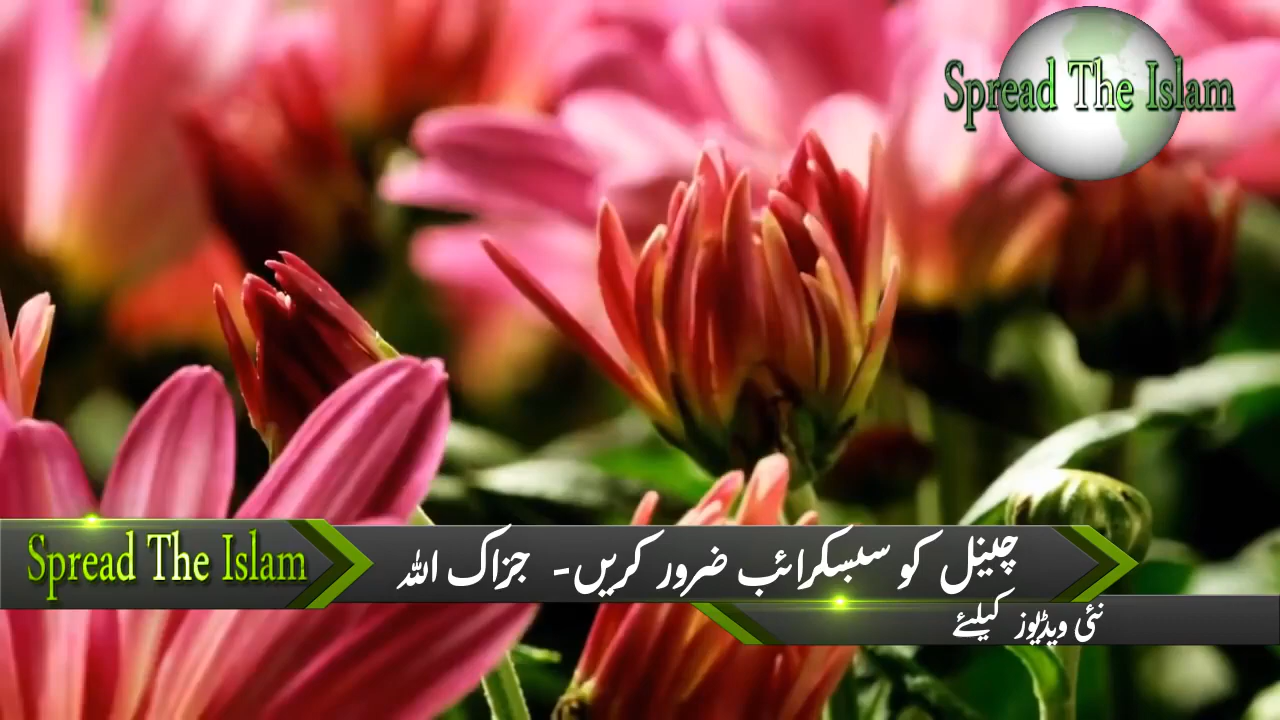 Spread The Islam
Spread The Islam
چینل کو سبسکرائب ضرور کریں۔ جزاک اللہ
نئی ویڈیوز کیلئے